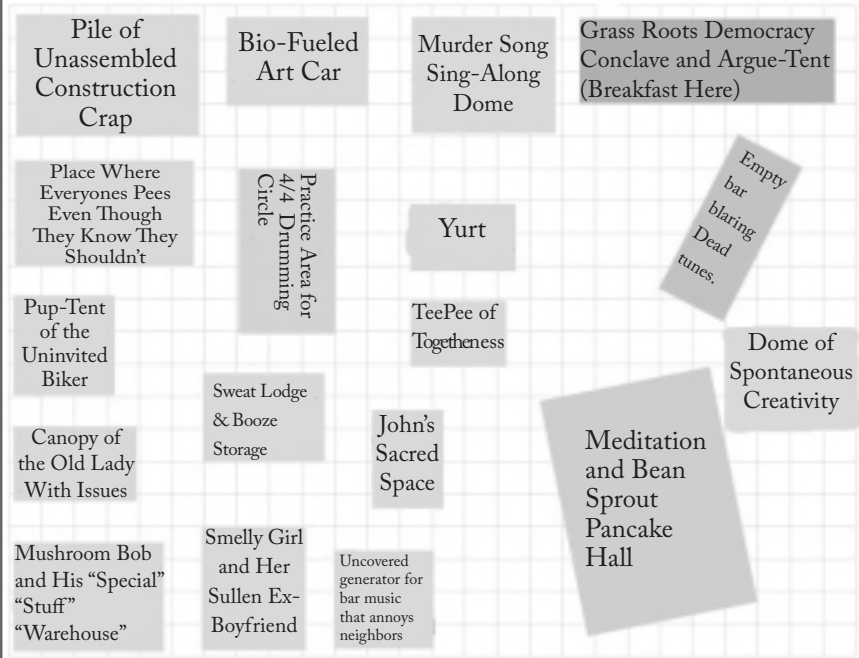 Pile of
Unassembled
Construction
Crap
Bio-Fueled
Art Car
Murder Song
Sing-Along
Dome
Grass Roots Democracy
Conclave and Argue-Tent
(Breakfast Here)
Place Where
Everyones Pees
Even Though
They Know They
Shouldn't
Practice Area for
4/4 Drumming
Circle
Yurt
Empty
bar
blaring
Dead
tunes.
Pup-Tent
of the
Uninvited
Biker
TeePee of
Togetheness
Dome of
Spontaneous
Creativity
Sweat Lodge
& Booze
Storage
John's
Sacred
Space
Meditation
and Bean
Sprout
Pancake
Hall
Canopy of
the Old Lady
With Issues
Mushroom Bob
and His “Special”
“Stuff”
“Warehouse”
Smelly Girl
and Her
Sullen Ex-
Boyfriend
Uncovered
generator for
bar music
that annoys
neighbors